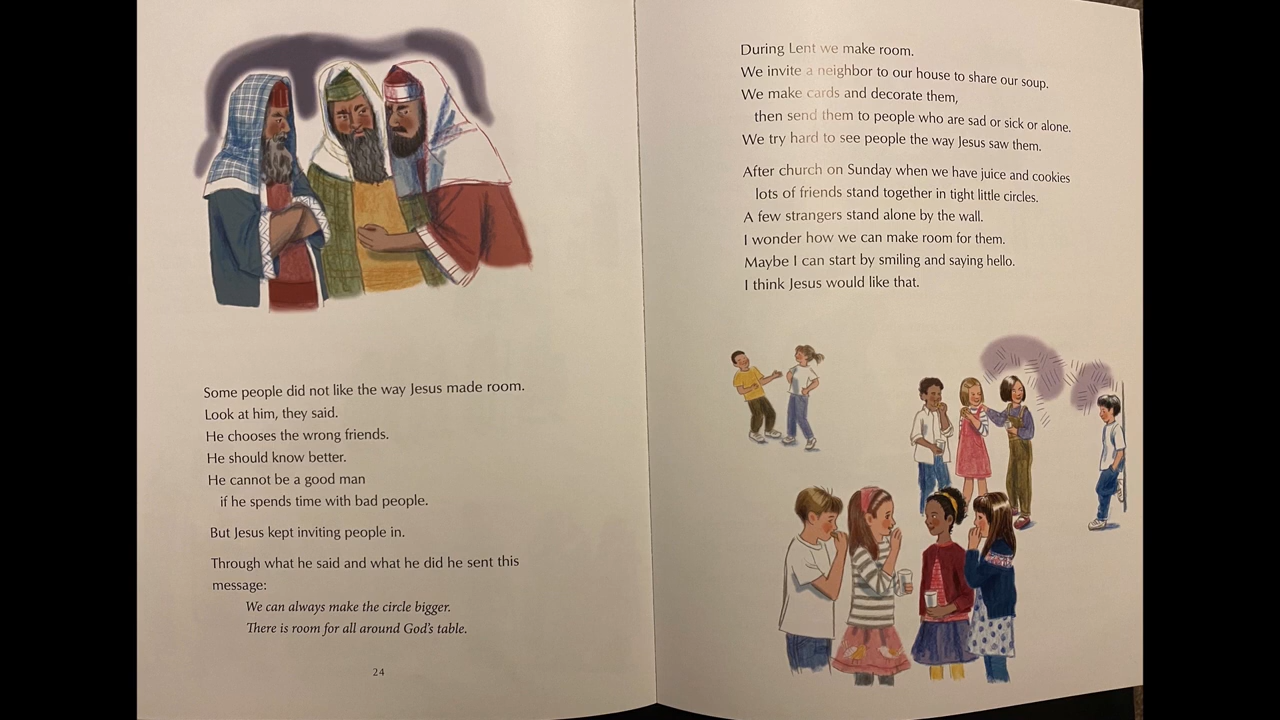 Some people did not like the way Jesus made room.
Look at him, they said.
He chooses the wrong friends.
He should know better.
He cannot be a good man
if he spends time with bad people.
But Jesus kept inviting people in.
Through what he said and what he did he sent this
message:
We can always make the circle bigger.
There is room for all around God's table.
24
During Lent we make room.
We invite a neighbor to our house to share our soup.
We make cards and decorate them,
then send them to people who are sad or sick or alone.
We try hard to see people the way Jesus saw them.
After church on Sunday when we have juice and cookies
lots of friends stand together in tight little circles.
A few strangers stand alone by the wall.
I wonder how we can make room for them.
Maybe I can start by smiling and saying hello.
I think Jesus would like that.